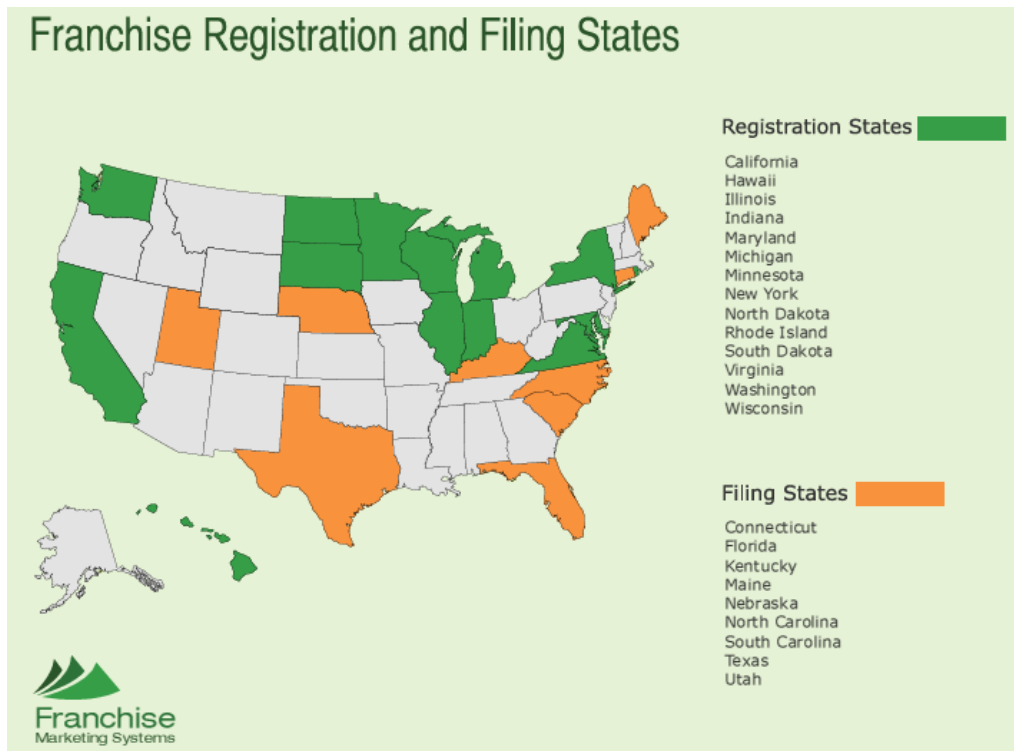 Franchise Registration and Filing States
Registration States
California
Hawaii
Illinois
Indiana
Maryland
Michigan
Minnesota
New York
North Dakota
Rhode Island
South Dakota
Virginia
Washington
Wisconsin
Filing States
Connecticut
Florida
Kentucky
Maine
Nebraska
North Carolina
South Carolina
Texas
Utah
Franchise
Marketing Systems